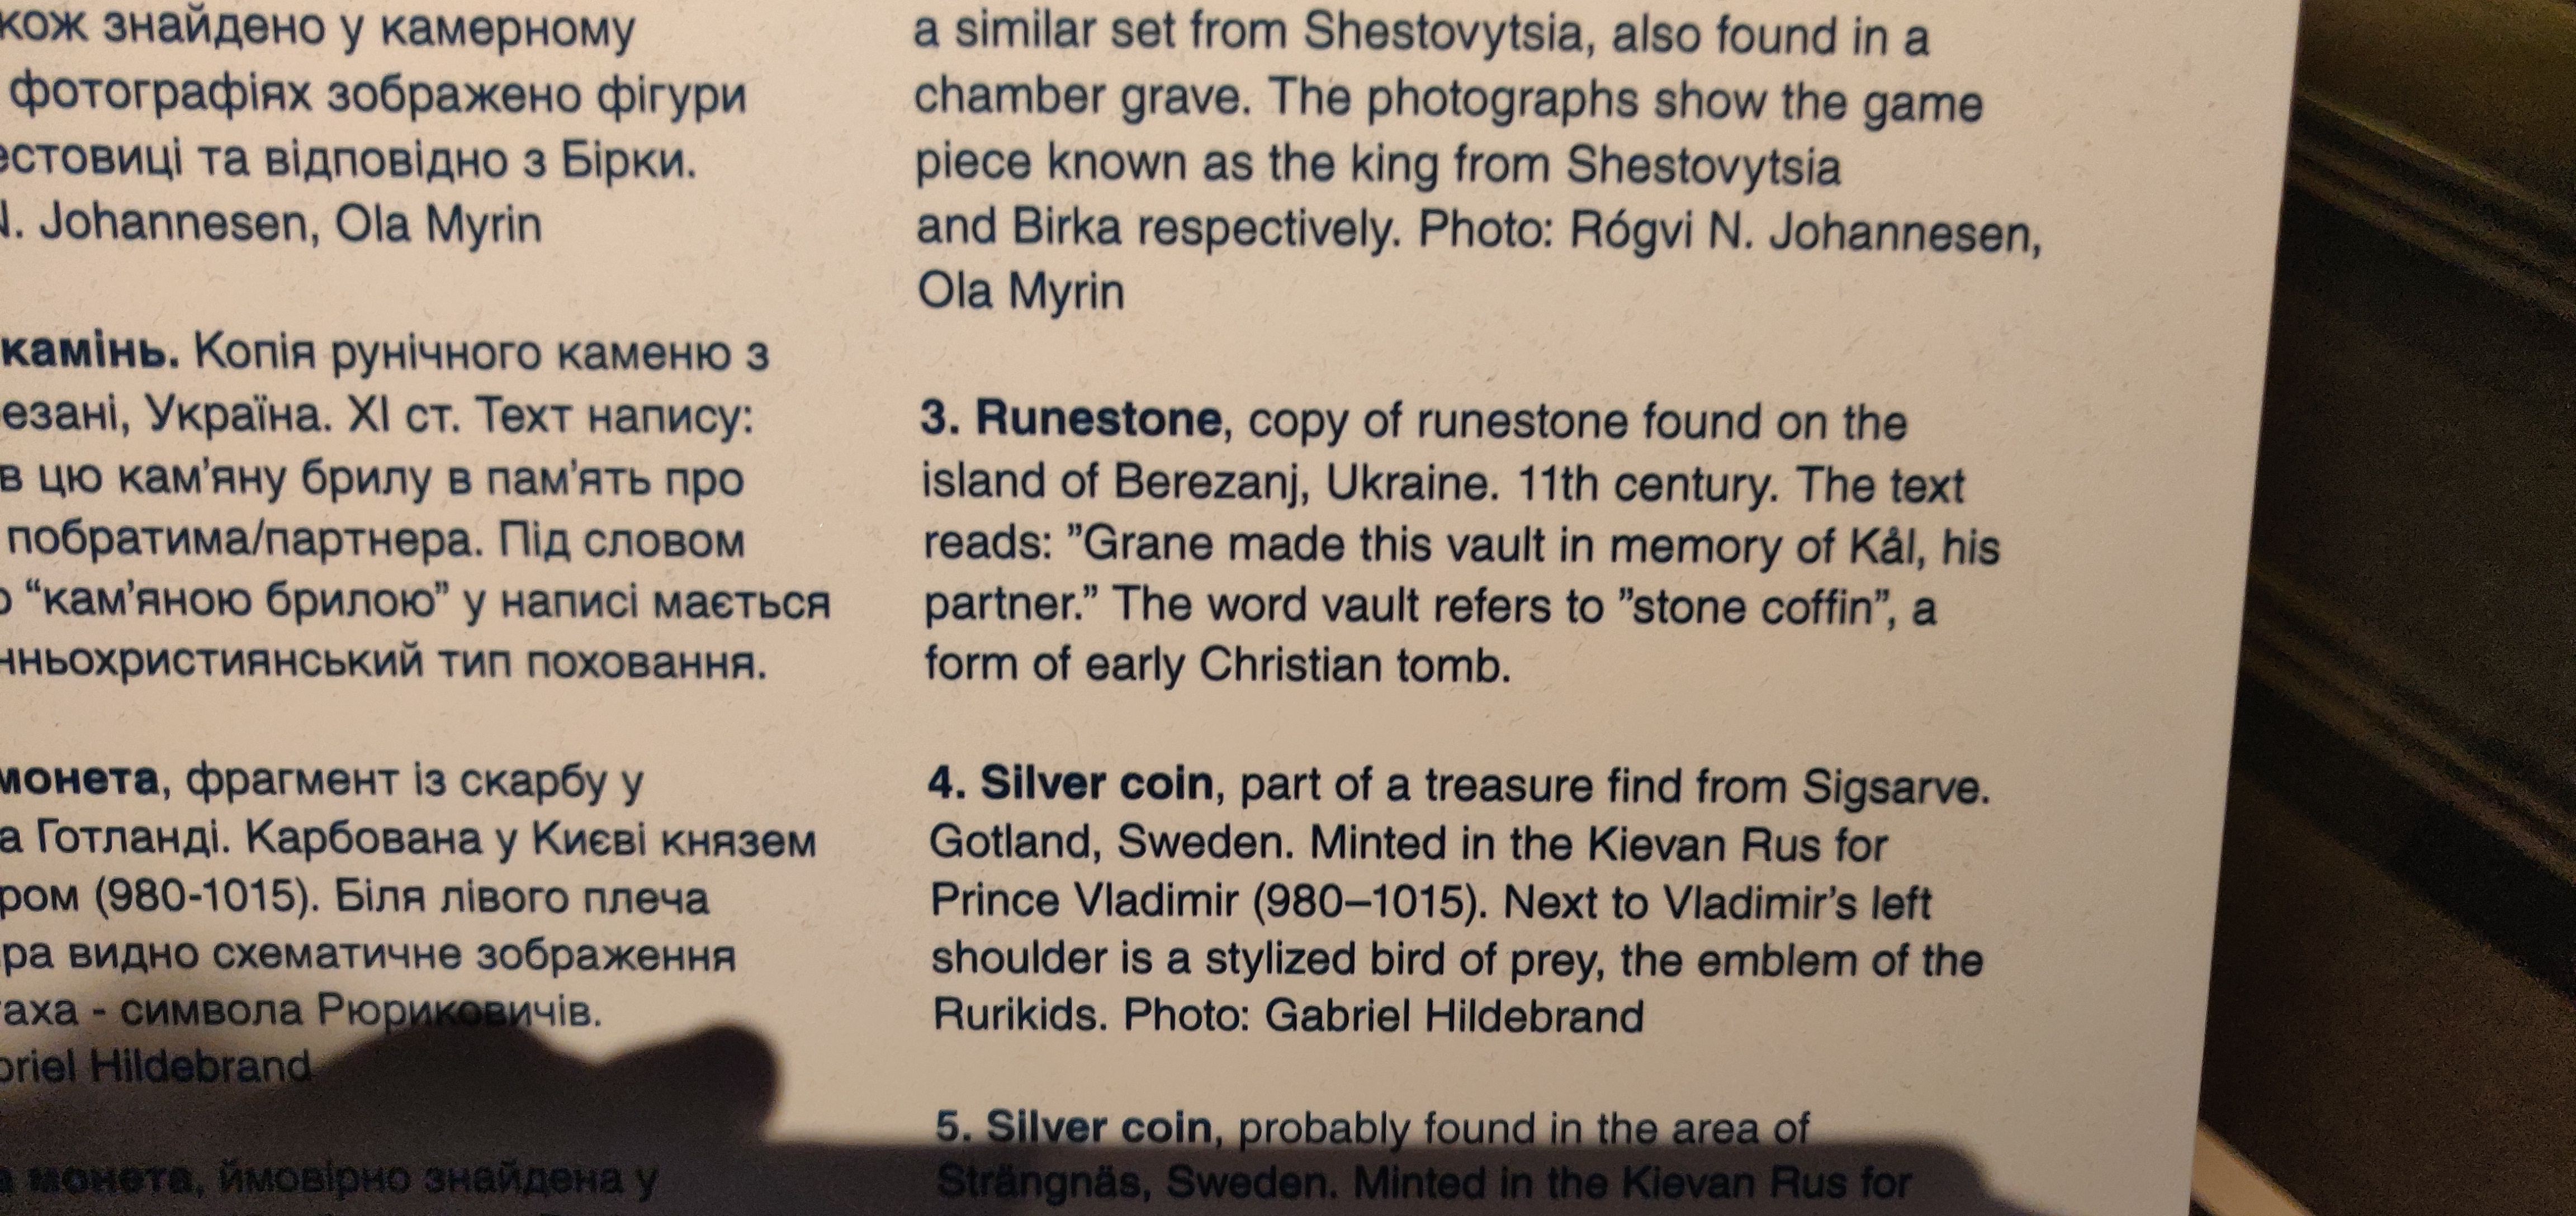 знайдено у камерному
фотографіях зображено фігури
та відповідно з Бірки.
N. Johannesen, Ola Myrin
камінь. Копія рунічного каменю з
Україна. XI ст. Техт напису:
в цю кам'яну брилу в пам'ять про
побратима/партнера. Під словом
“кам'яною брилою” у написі мається
тип поховання.
монета, фрагмент із скарбу у
Готланді. Карбована у Києві князем
(980-1015). Біля лівого плеча
видно схематичне зображення
- символа Рюриковичів.
Hildebrand
монета, ймовірно знайдена у
a similar set from Shestovytsia, also found in a
chamber grave. The photographs show the game
piece known as the king from Shestovytsia
and Birka respectively. Photo: Rógvi N. Johannesen,
Ola Myrin
3. Runestone, copy of runestone found on the
island of Berezanj, Ukraine. 11th century. The text
reads: ”Grane made this vault in memory of Kål, his
partner.” The word vault refers to ”stone coffin”, a
form of early Christian tomb.
4. Silver coin, part of a treasure find from Sigsarve.
Gotland, Sweden. Minted in the Kievan Rus for
Prince Vladimir (980–1015). Next to Vladimir’s left
shoulder is a stylized bird of prey, the emblem of the
Rurikids. Photo: Gabriel Hildebrand
5. Silver coin, probably found in the area of
Strängnäs, Sweden. Minted in the Kievan Rus for